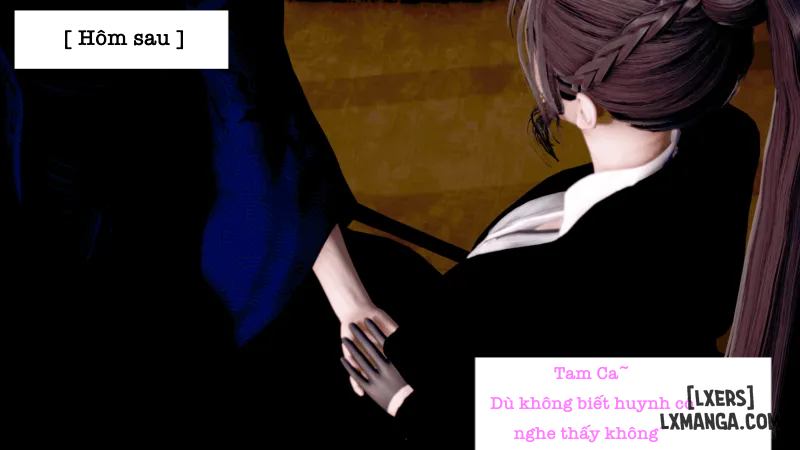 [ Hôm sau ]
Tam Ca~
Dù không biết huynh có
nghe thấy không
[LXERS]
LXMANGA.COM